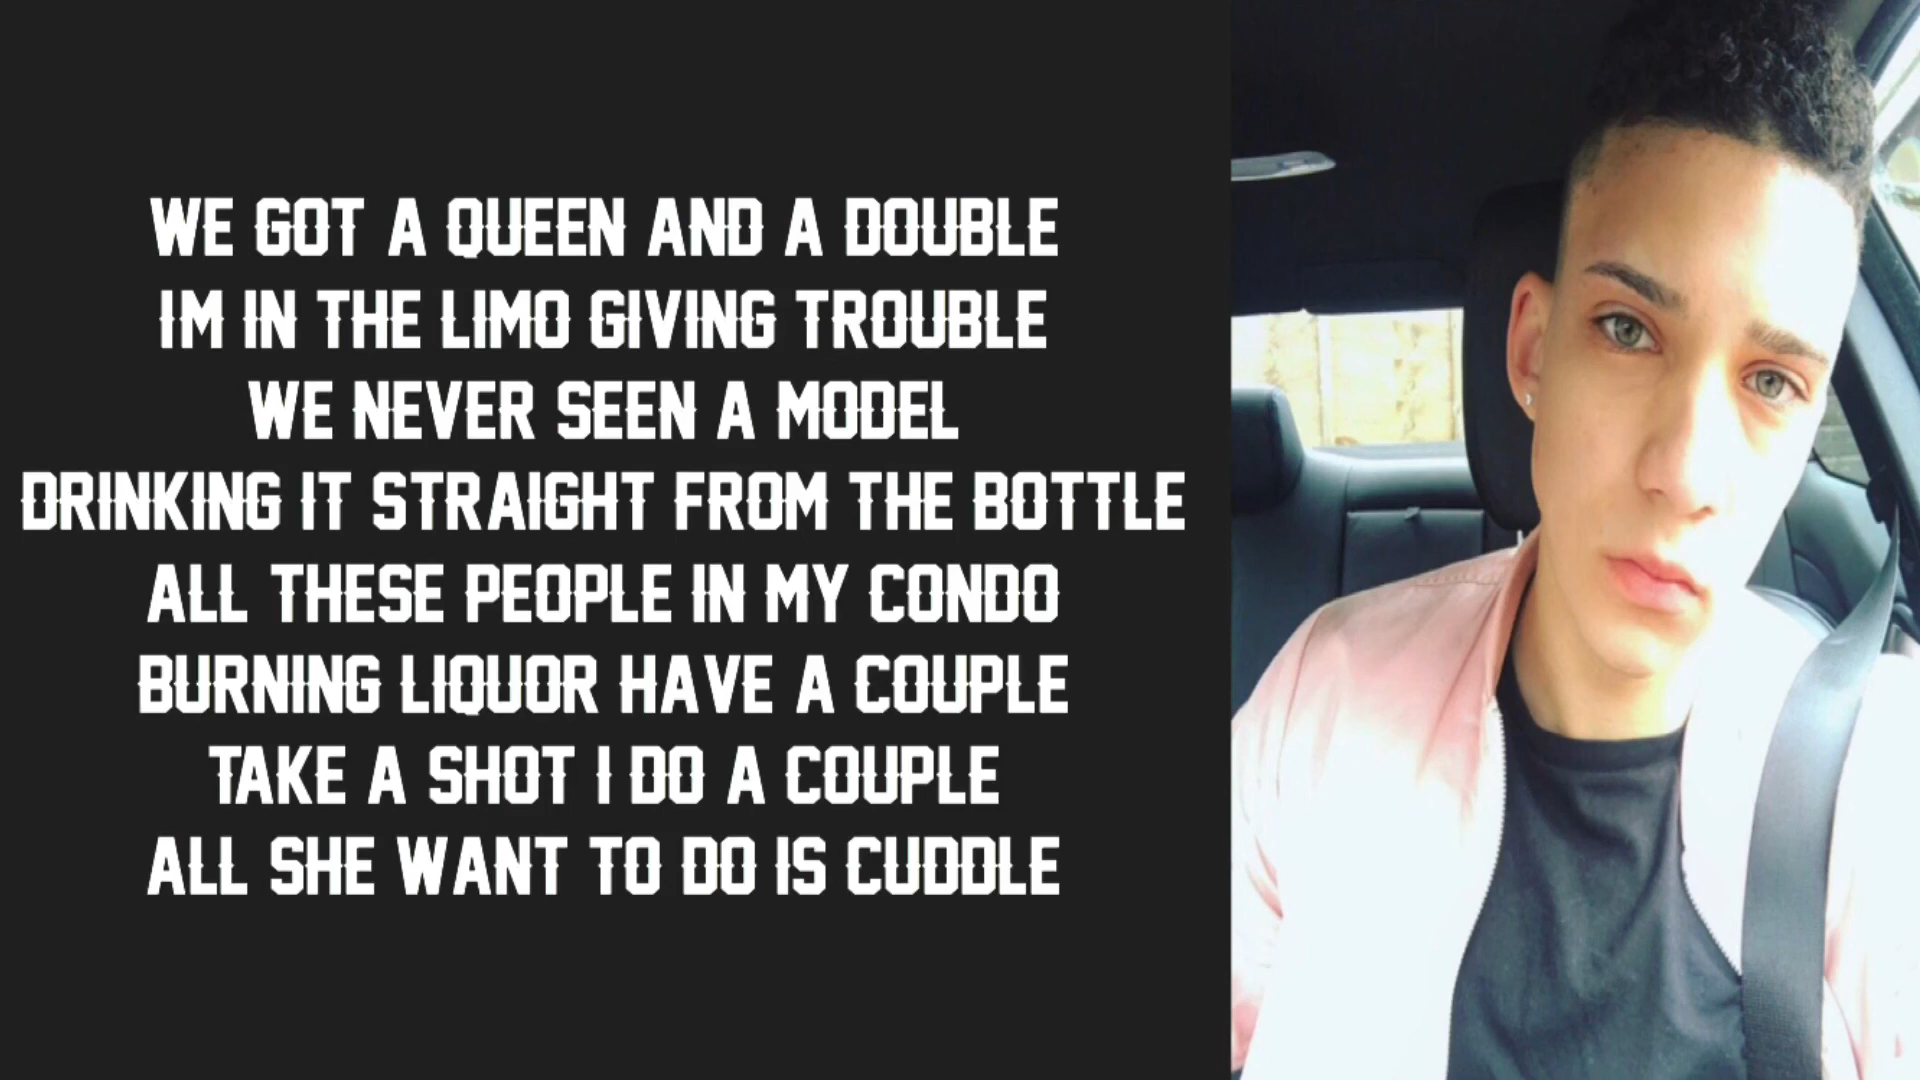 WE GOT A QUEEN AND A DOUBLE
IM IN THE LIMO GIVING TROUBLE
WE NEVER SEEN A MODEL
DRINKING IT STRAIGHT FROM THE BOTTLE
ALL THESE PEOPLE IN MY CONDO
BURNING LIQUOR HAVE A COUPLE
TAKE A SHOT I DO A COUPLE
ALL SHE WANT TO DO IS CUDDLE